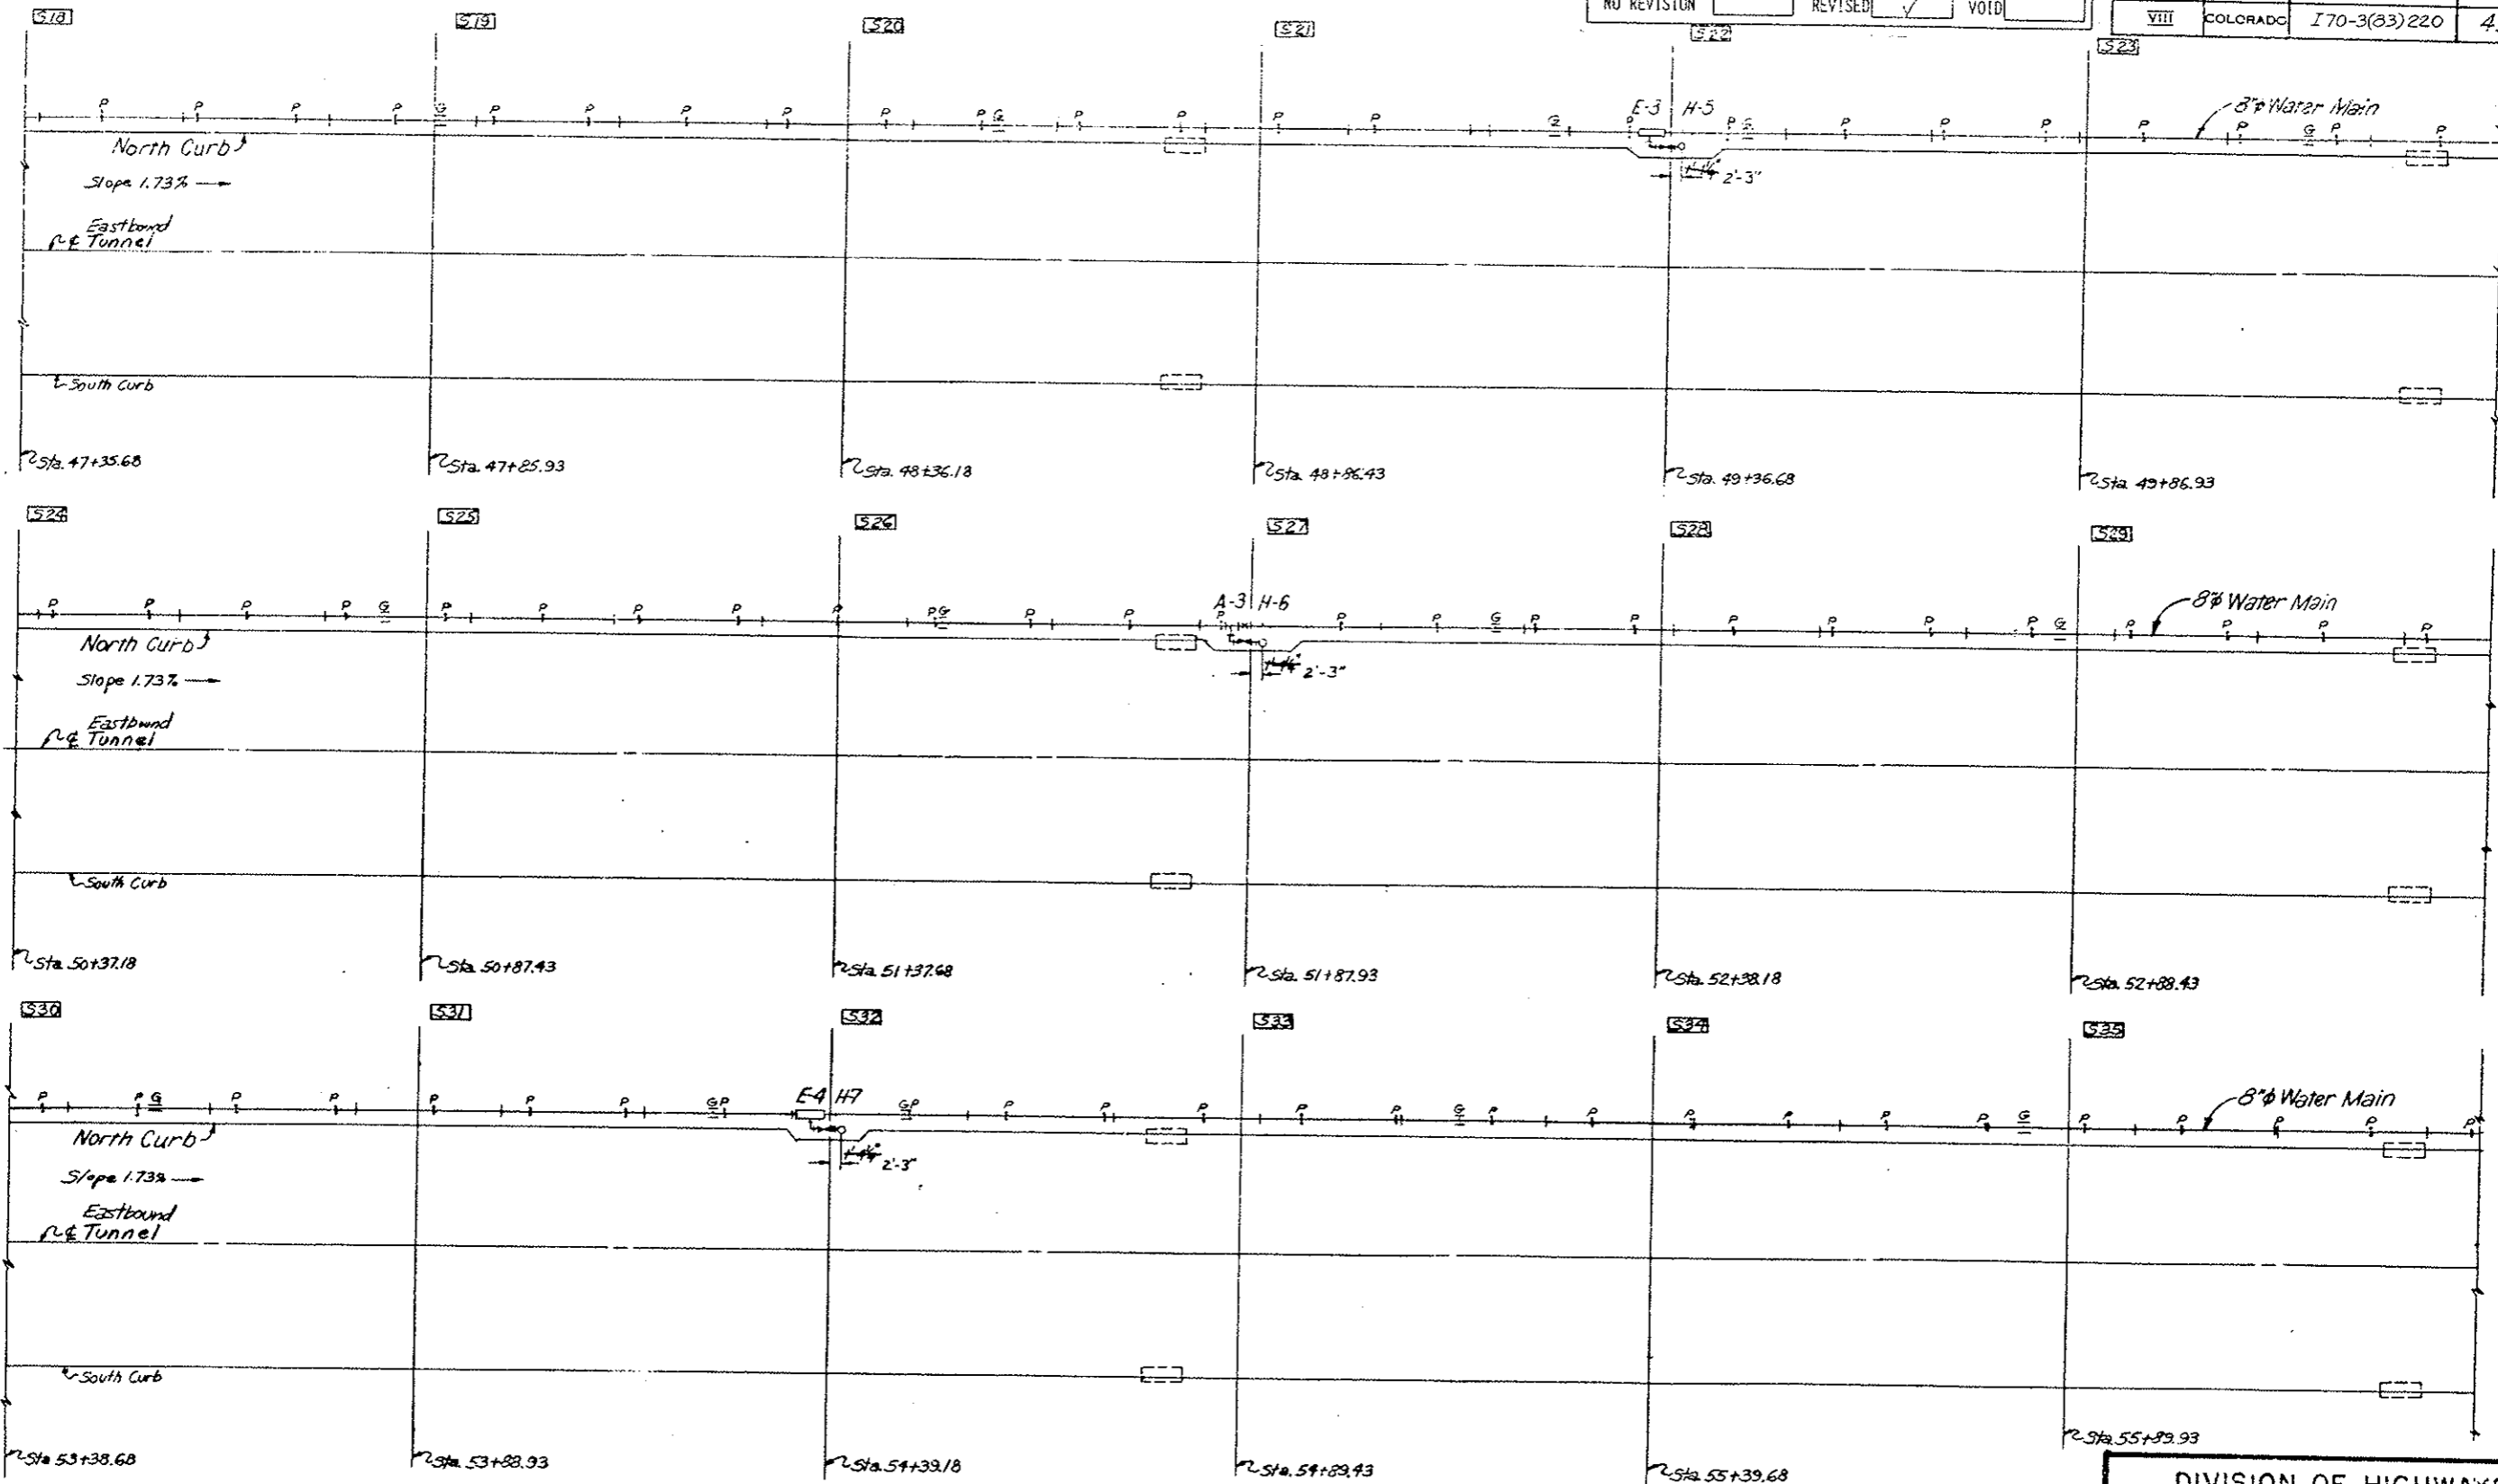 NO REVISION REVISED ✓ VOID
VIII COLORADO I70-3(83)220
S18 S19 S20 S21 S22 S23
P P P P G P P P P P P G P P P P G P E-3 H-5 P G P P P P P G P P
8"φ Water Main
North Curb
2'-3"
Slope 1.73%
Eastbound
℄ Tunnel
South Curb
Sta. 47+35.68 Sta. 47+85.93 Sta. 48+36.18 Sta. 48+86.43 Sta. 49+36.68 Sta. 49+86.93
S24 S25 S26 S27 S28 S29
P P P P G P P P P P P G P P P A-3 H-6 P P G P P P P P G P P P P
8"φ Water Main
North Curb
2'-3"
Slope 1.73%
Eastbound
℄ Tunnel
South Curb
Sta. 50+37.18 Sta. 50+87.43 Sta. 51+37.68 Sta. 51+87.93 Sta. 52+38.18 Sta. 52+88.43
S30 S31 S32 S33 S34 S35
P P G P P P P P G P E-4 H-7 G P P P P P P G P P P P P P G P P P P P
8"φ Water Main
North Curb
2'-3"
Slope 1.73%
Eastbound
℄ Tunnel
South Curb
Sta. 53+38.68 Sta. 53+88.93 Sta. 54+39.18 Sta. 54+89.43 Sta. 55+39.68 Sta. 55+89.93
DIVISION OF HIGHWAYS